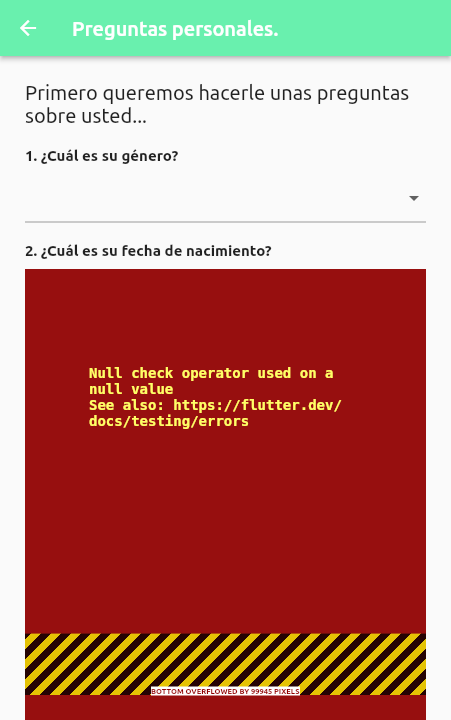 Preguntas personales.
Primero queremos hacerle unas preguntas
sobre usted...
1. ¿Cuál es su género?
2. ¿Cuál es su fecha de nacimiento?
Null check operator used on a
null value
See also: https://flutter.dev/
docs/testing/errors
BOTTOM OVERFLOWED BY 99945 PIXELS